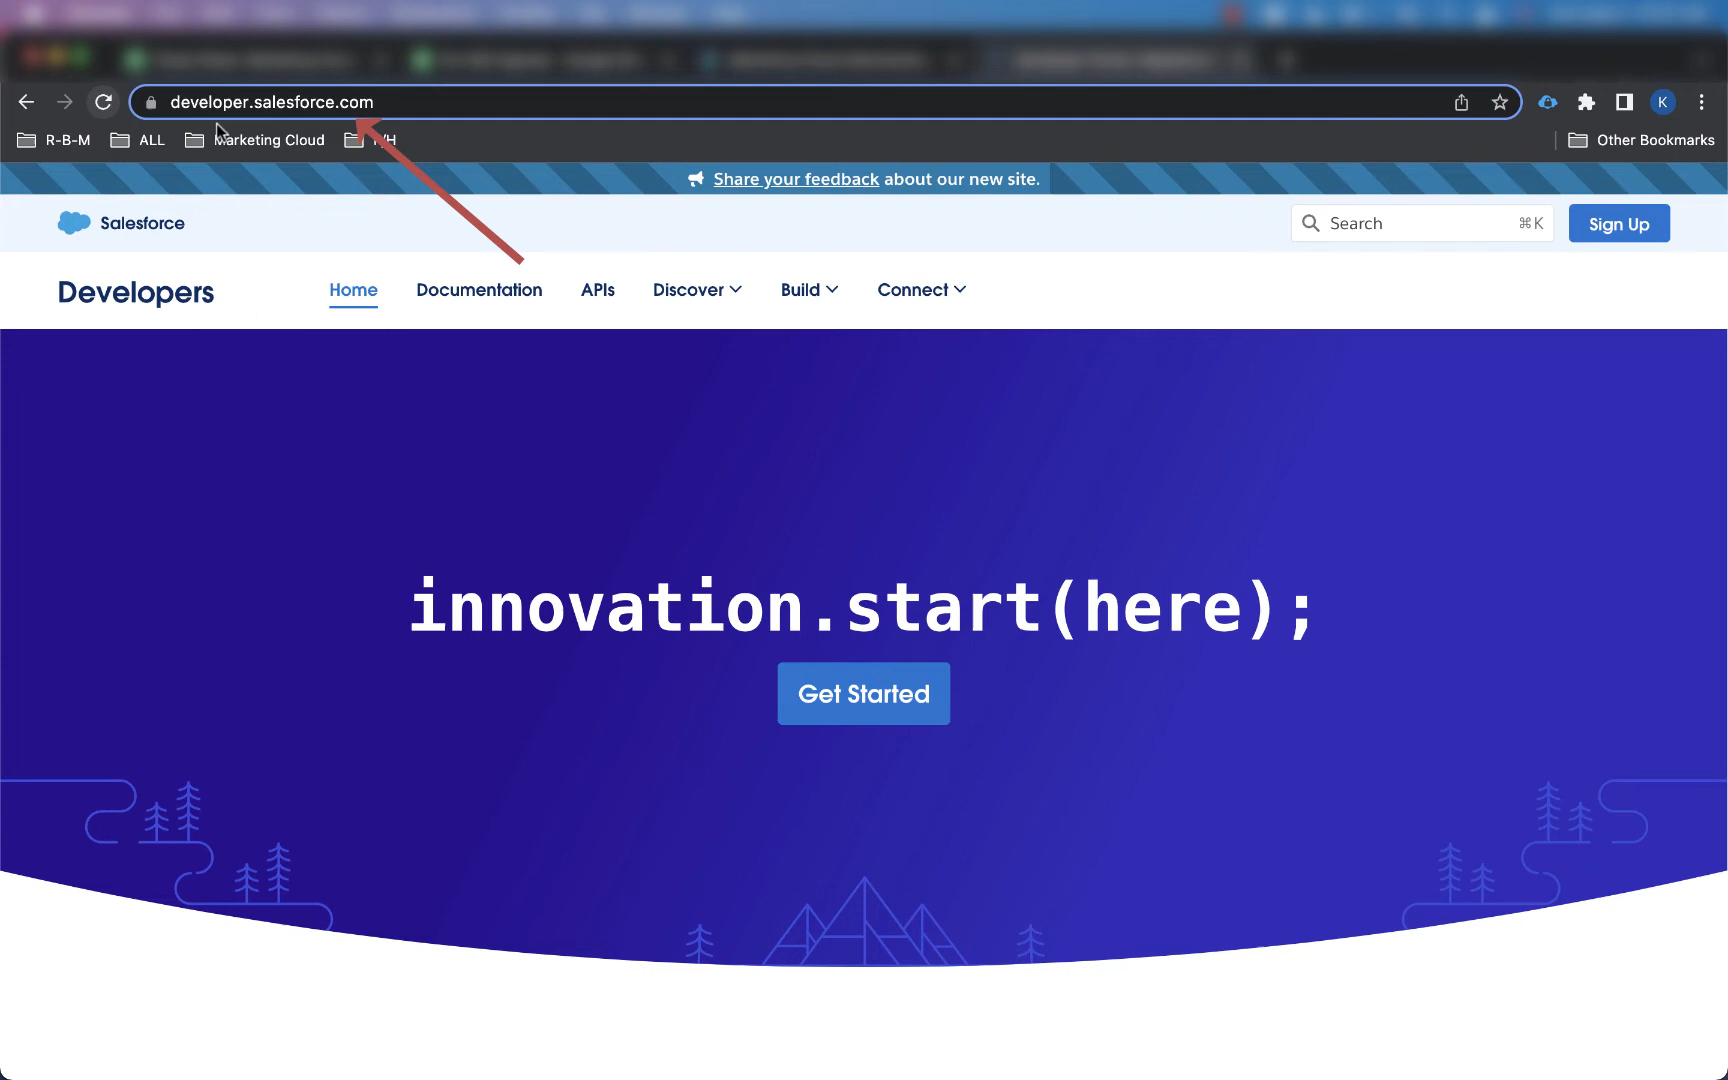 developer.salesforce.com
K
R-B-M
ALL
Marketing Cloud
/H
Other Bookmarks
Share your feedback about our new site.
Salesforce
Search
⌘K
Sign Up
Developers
Home
Documentation
APIs
Discover
Build
Connect
innovation.start(here);
Get Started